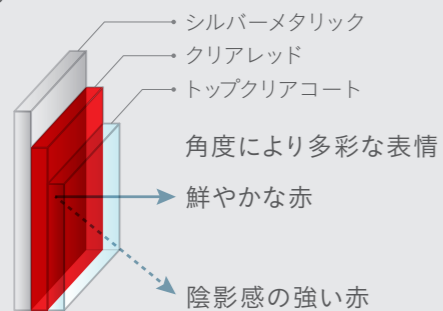 シルバーメタリック
クリアレッド
トップクリアコート
角度により多彩な表情
鮮やかな赤
陰影感の強い赤